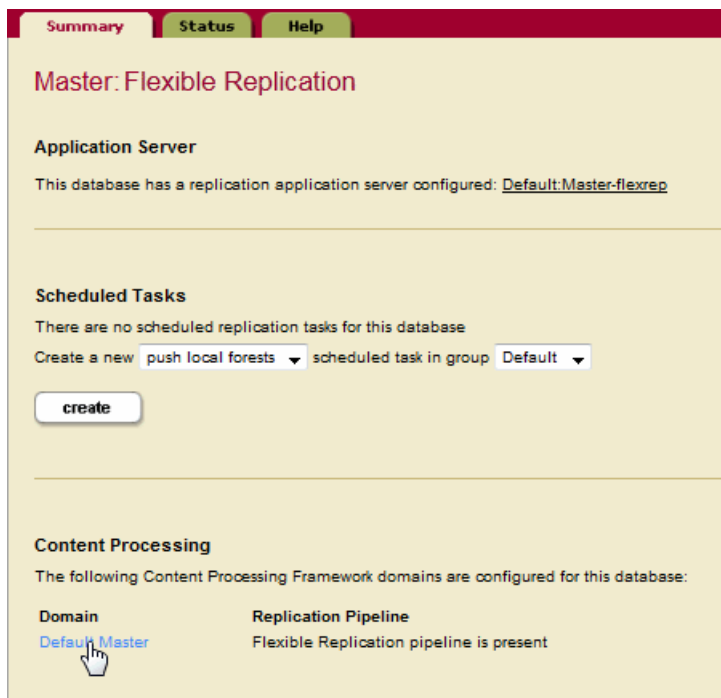 Summary Status Help
Master: Flexible Replication
Application Server
This database has a replication application server configured: Default:Master-flexrep
Scheduled Tasks
There are no scheduled replication tasks for this database
Create a new push local forests scheduled task in group Default
create
Content Processing
The following Content Processing Framework domains are configured for this database:
Domain Replication Pipeline
Default Master Flexible Replication pipeline is present